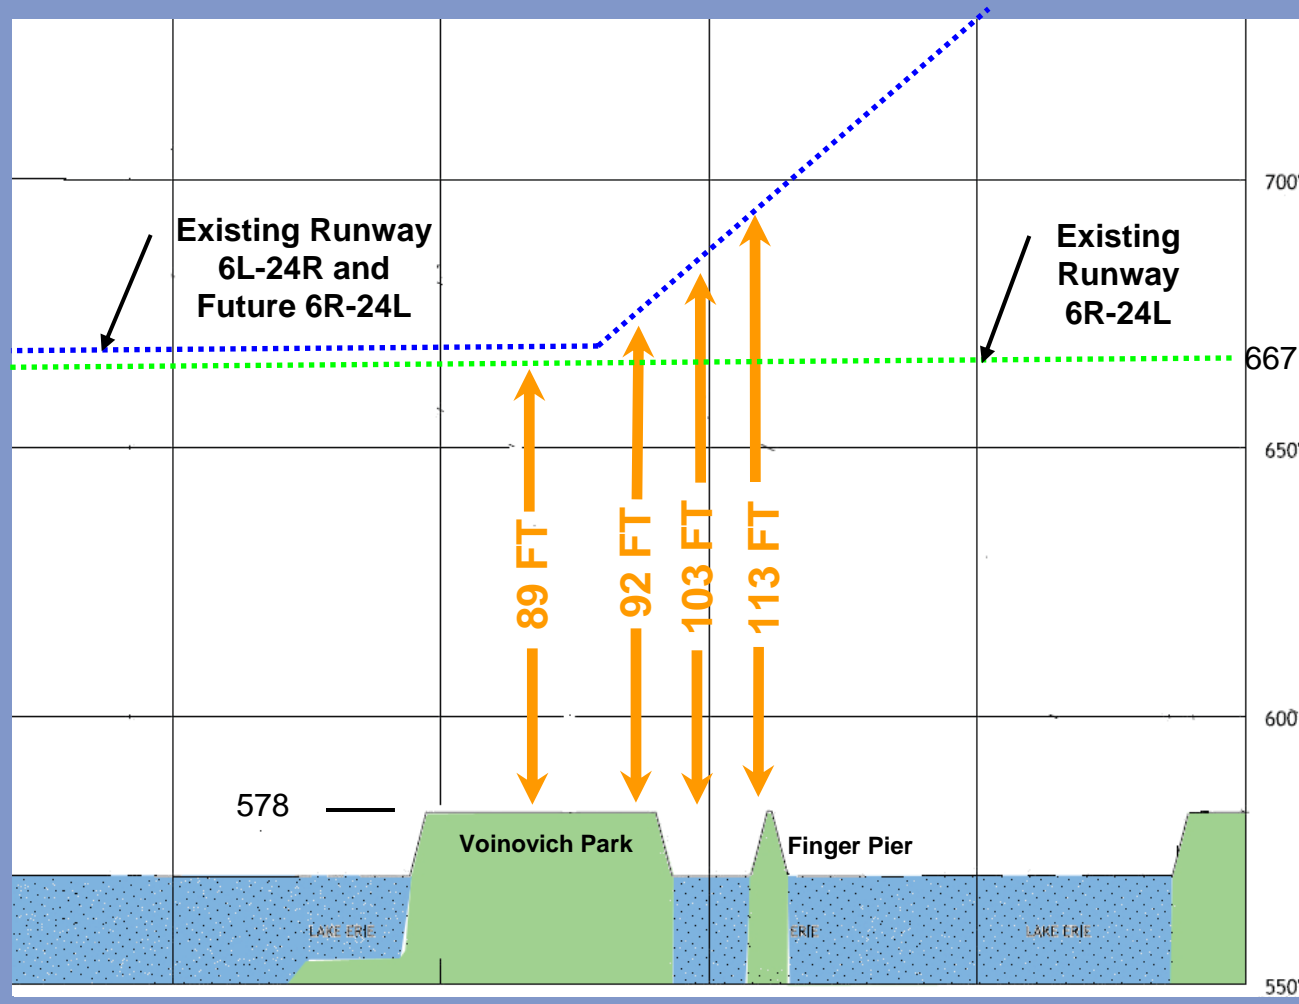 700'
Existing Runway
6L-24R and
Future 6R-24L
Existing
Runway
6R-24L
667
650'
89 FT
92 FT
103 FT
113 FT
600'
578
Voinovich Park
Finger Pier
LAKE ERIE
ERIE
LAKE ERIE
550'